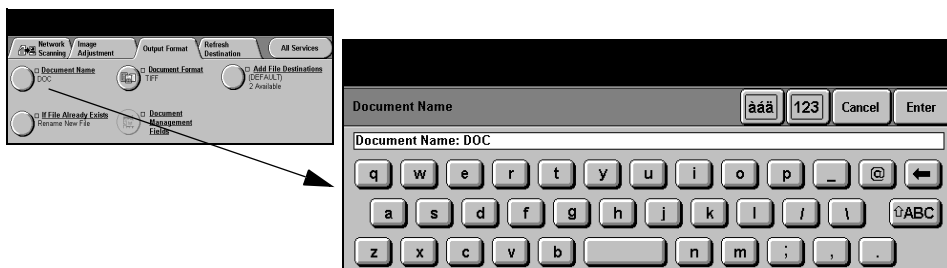 Network Scanning
Image Adjustment
Output Format
Refresh Destination
All Services
Document Name
DOC
Document Format
TIFF
Add File Destinations
(DEFAULT)
2 Available
If File Already Exists
Rename New File
Document
Management
Fields
Document Name
àáä 123 Cancel Enter
Document Name: DOC
q w e r t y u i o p _ @ ←
a s d f g h j k l / \ ⇧ABC
z x c v b n m ; , .